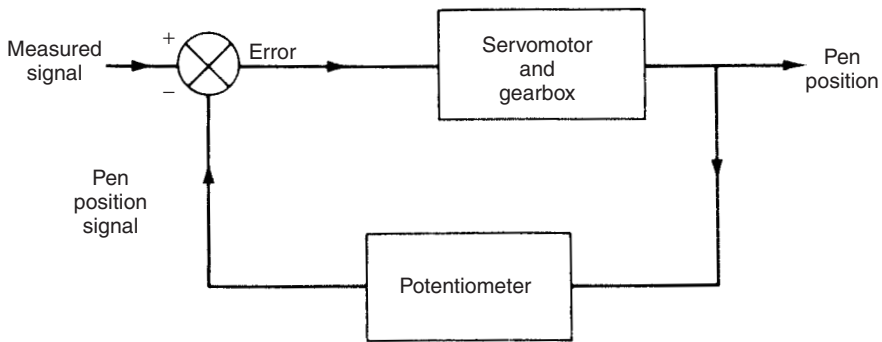 Measured
signal
+
−
Error
Servomotor
and
gearbox
Pen
position
Pen
position
signal
Potentiometer